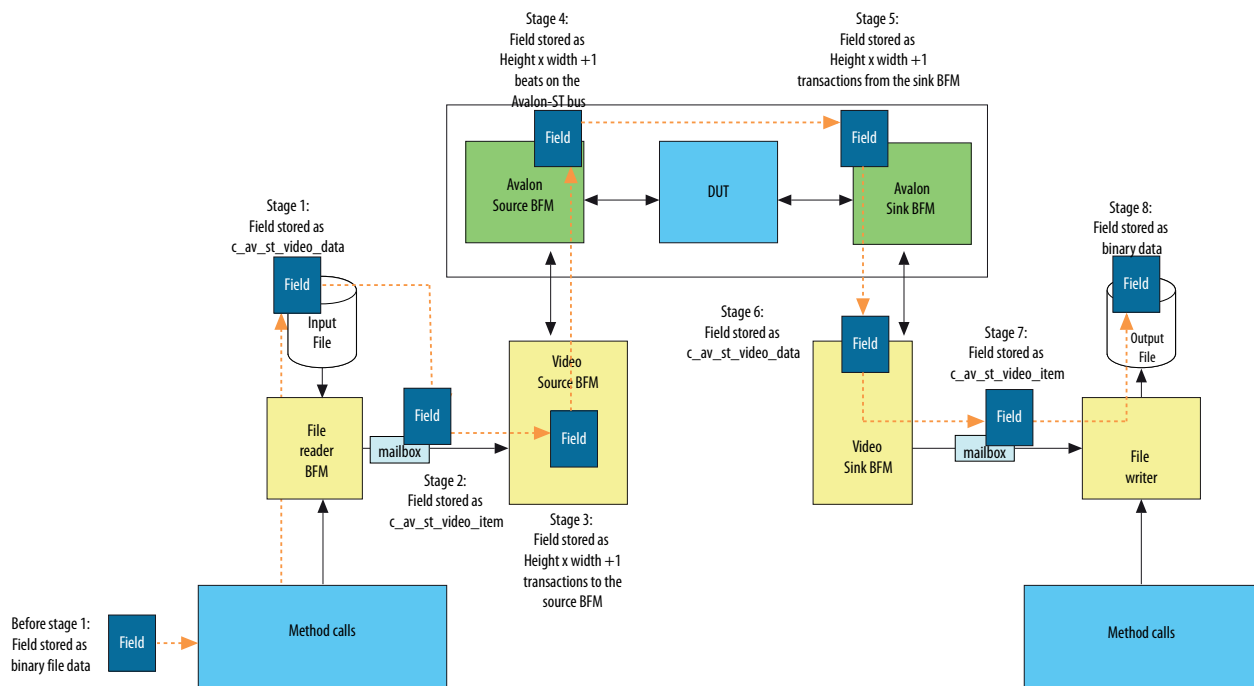 Stage 4:
Field stored as
Height x width +1
beats on the
Avalon-ST bus
Stage 5:
Field stored as
Height x width +1
transactions from the sink BFM
Field
Field
Avalon
Source BFM
DUT
Avalon
Sink BFM
Stage 1:
Field stored as
c_av_st_video_data
Field
Input
File
Stage 8:
Field stored as
binary data
Field
Output
File
Stage 6:
Field stored as
c_av_st_video_data
Field
Video
Source BFM
Field
Stage 7:
Field stored as
c_av_st_video_item
Field
mailbox
File
reader
BFM
Field
mailbox
Video
Sink BFM
File
writer
Stage 2:
Field stored as
c_av_st_video_item
Stage 3:
Field stored as
Height x width +1
transactions to the
source BFM
Before stage 1:
Field stored as
binary file data
Field
Method calls
Method calls